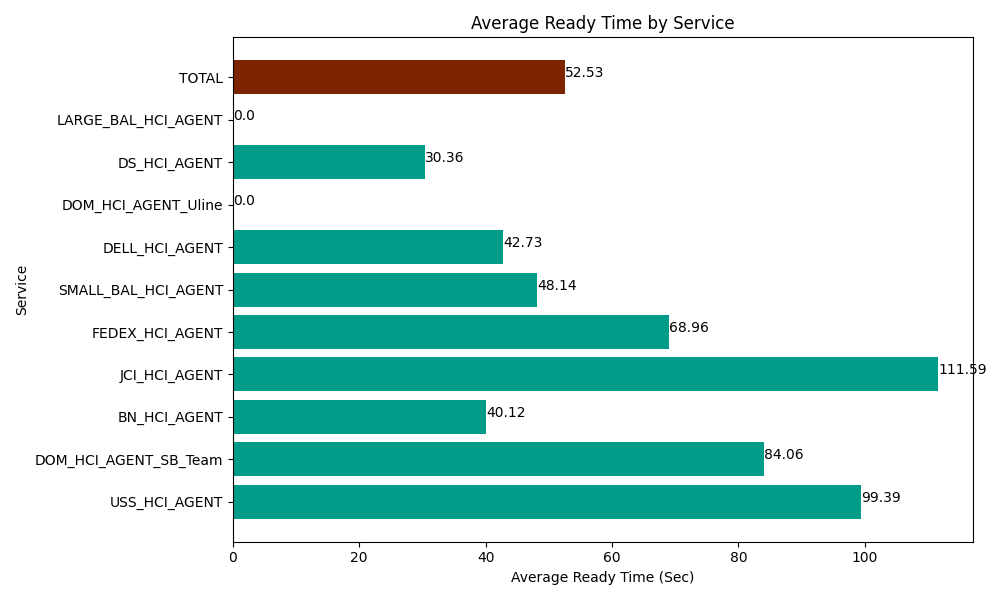 Average Ready Time by Service
TOTAL
52.53
LARGE_BAL_HCI_AGENT
0.0
DS_HCI_AGENT
30.36
DOM_HCI_AGENT_Uline
0.0
DELL_HCI_AGENT
42.73
SMALL_BAL_HCI_AGENT
48.14
FEDEX_HCI_AGENT
68.96
JCI_HCI_AGENT
111.59
BN_HCI_AGENT
40.12
DOM_HCI_AGENT_SB_Team
84.06
USS_HCI_AGENT
99.39
Service
0 20 40 60 80 100
Average Ready Time (Sec)